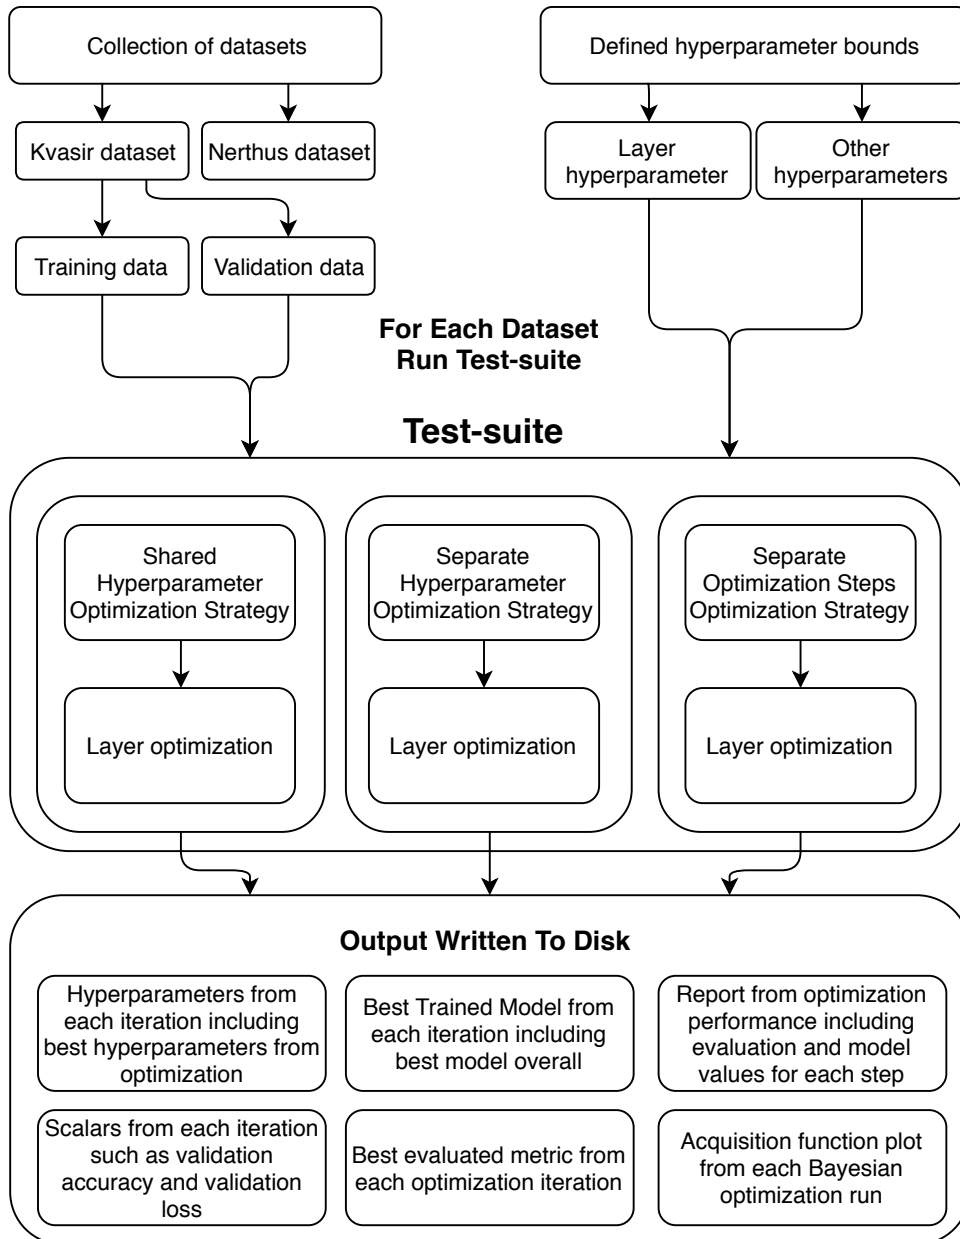 Collection of datasets
Defined hyperparameter bounds
Kvasir dataset
Nerthus dataset
Layer
hyperparameter
Other
hyperparameters
Training data
Validation data
For Each Dataset
Run Test-suite
Test-suite
Shared
Hyperparameter
Optimization Strategy
Separate
Hyperparameter
Optimization Strategy
Separate
Optimization Steps
Optimization Strategy
Layer optimization
Layer optimization
Layer optimization
Output Written To Disk
Hyperparameters from
each iteration including
best hyperparameters from
optimization
Best Trained Model from
each iteration including
best model overall
Report from optimization
performance including
evaluation and model
values for each step
Scalars from each iteration
such as validation
accuracy and validation
loss
Best evaluated metric from
each optimization iteration
Acquisition function plot
from each Bayesian
optimization run